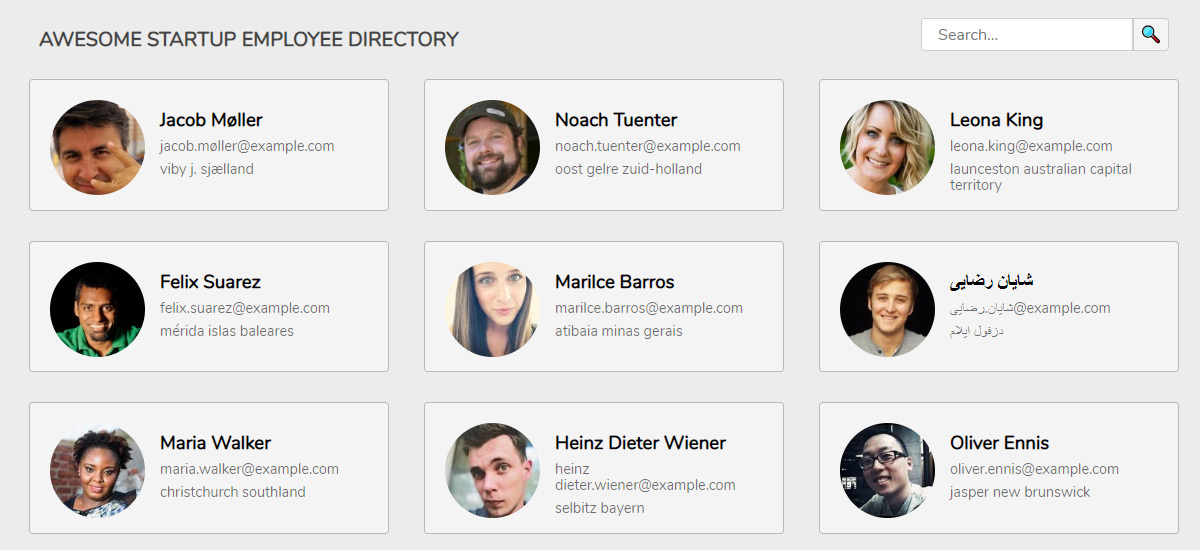 AWESOME STARTUP EMPLOYEE DIRECTORY
Search...
Jacob Møller
jacob.møller@example.com
viby j. sjælland
Noach Tuenter
noach.tuenter@example.com
oost gelre zuid-holland
Leona King
leona.king@example.com
launceston australian capital
territory
Felix Suarez
felix.suarez@example.com
mérida islas baleares
Marilce Barros
marilce.barros@example.com
atibaia minas gerais
شایان رضایی
شایان.رضایی@example.com
دزفول ایلام
Maria Walker
maria.walker@example.com
christchurch southland
Heinz Dieter Wiener
heinz
dieter.wiener@example.com
selbitz bayern
Oliver Ennis
oliver.ennis@example.com
jasper new brunswick